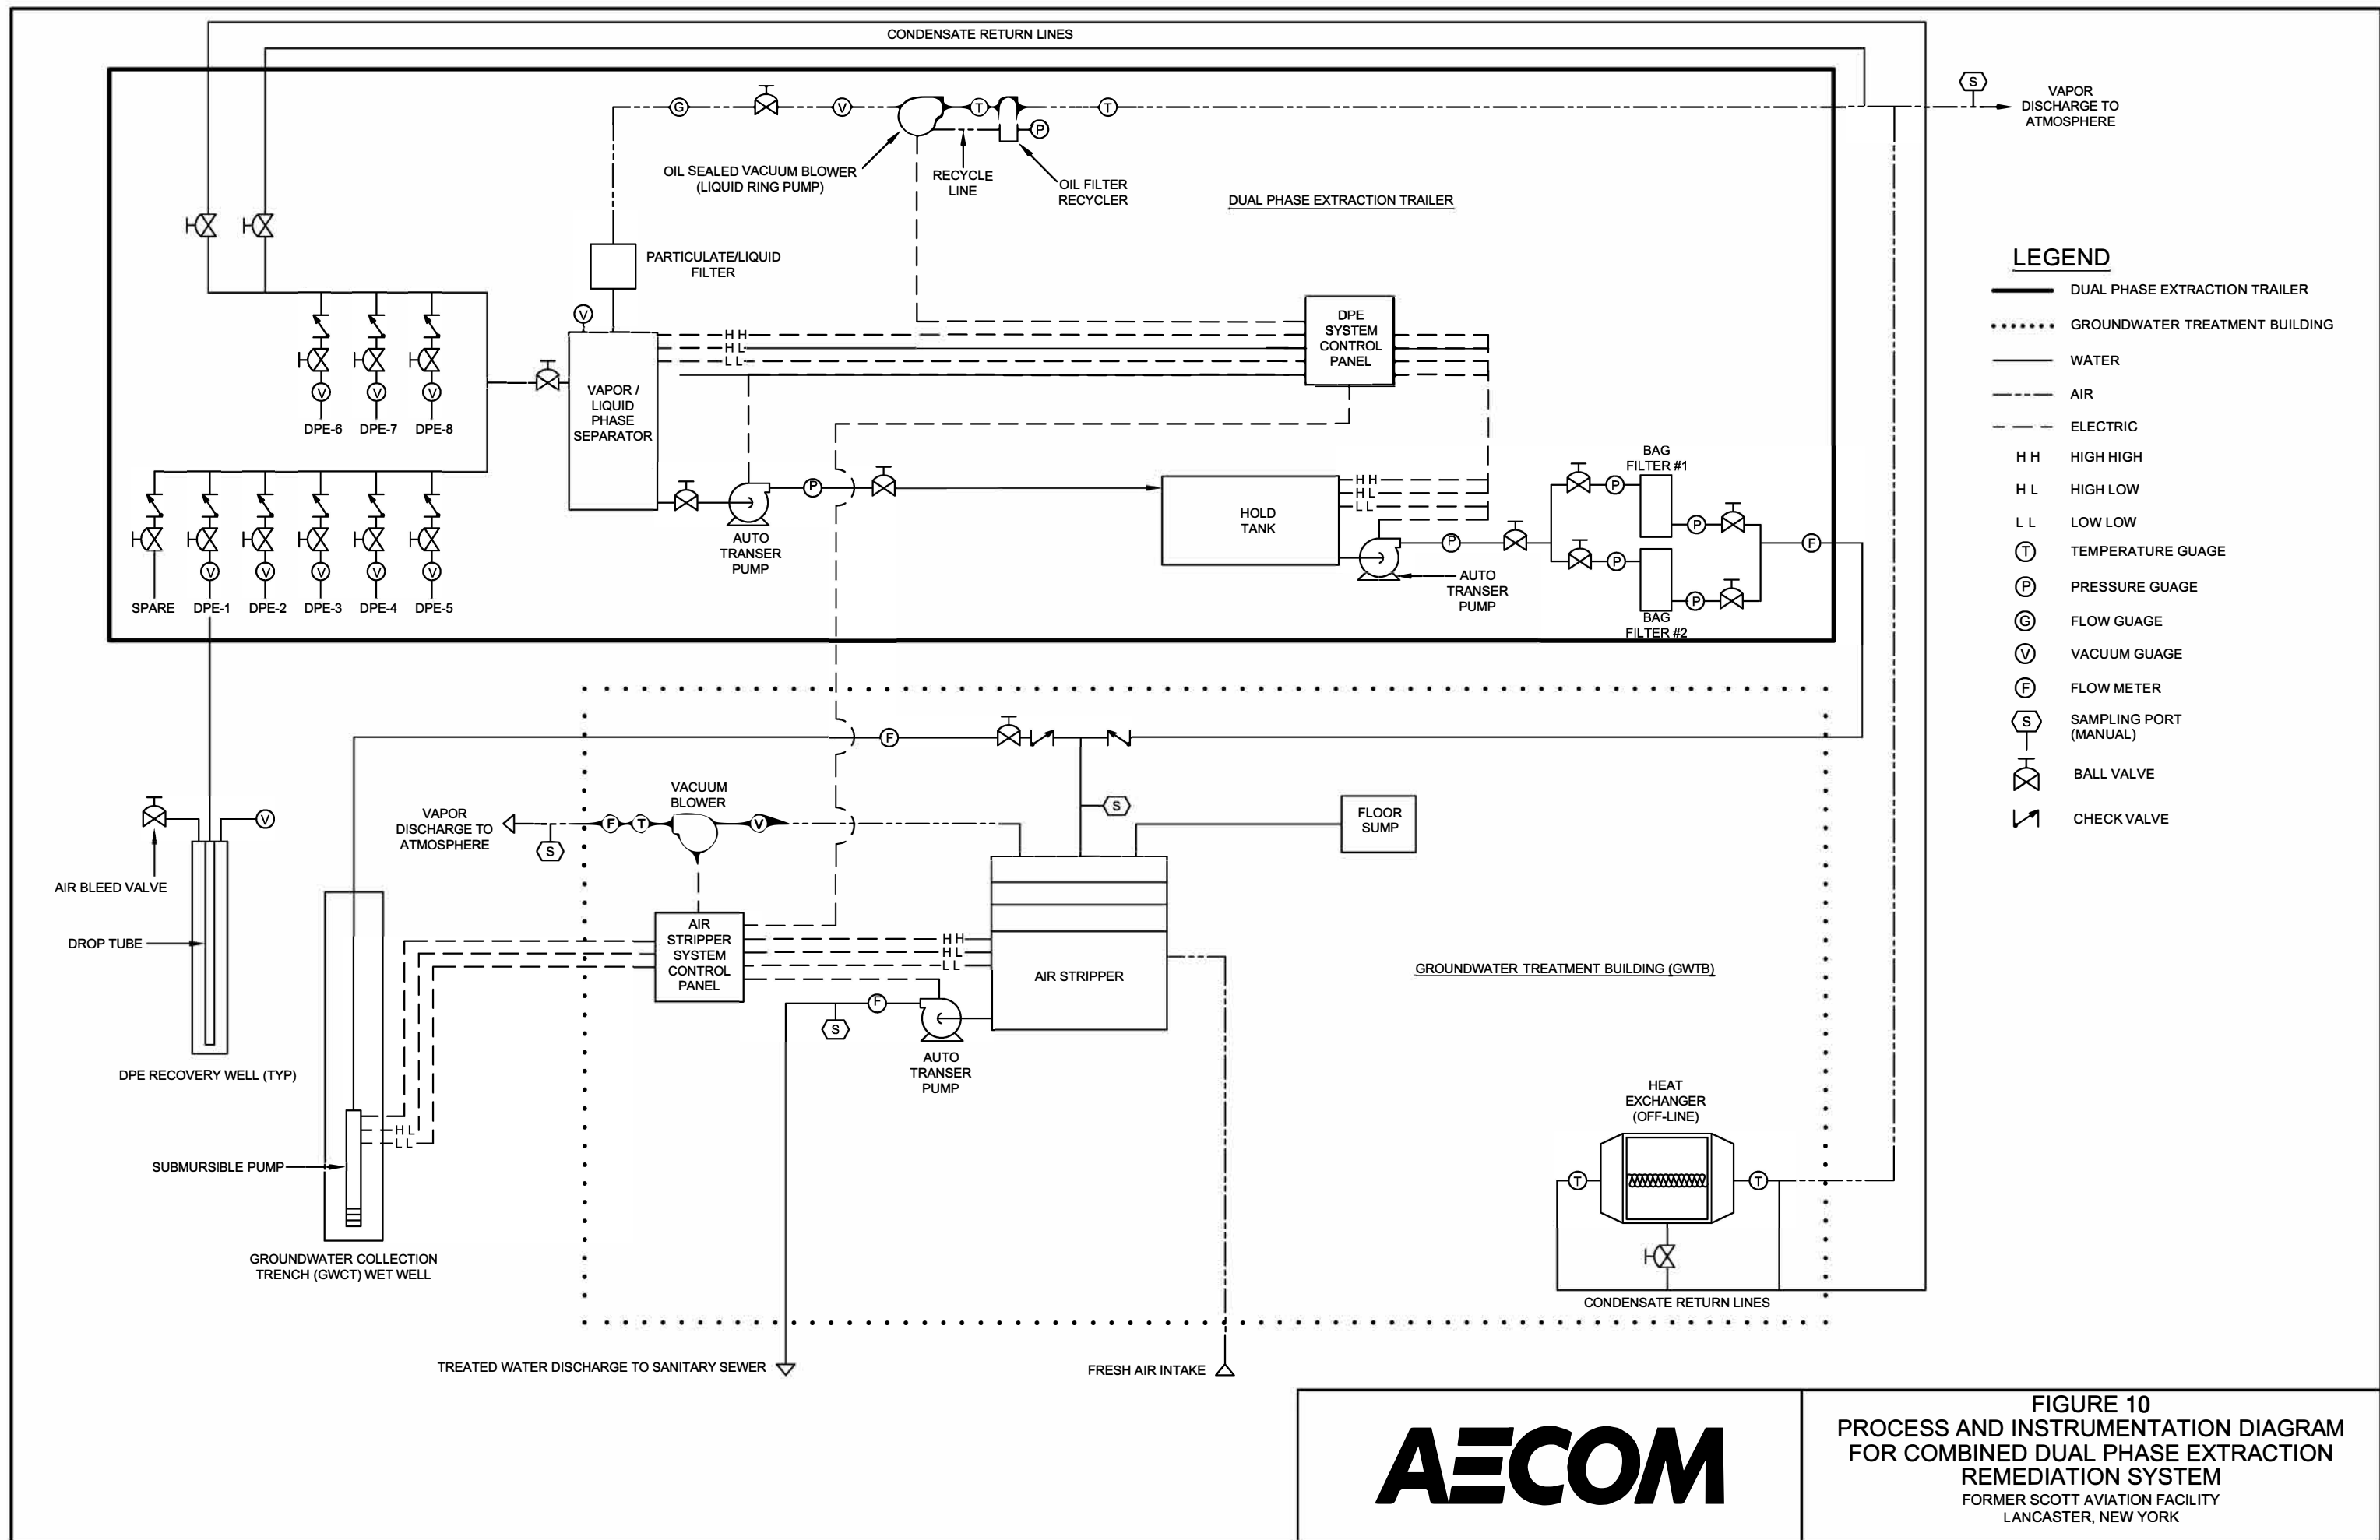 CONDENSATE RETURN LINES
S
VAPOR
DISCHARGE TO
ATMOSPHERE
G
V
T
T
P
OIL SEALED VACUUM BLOWER
(LIQUID RING PUMP)
RECYCLE
LINE
OIL FILTER
RECYCLER
DUAL PHASE EXTRACTION TRAILER
PARTICULATE/LIQUID
FILTER
V
VAPOR /
LIQUID
PHASE
SEPARATOR
H H
H L
L L
DPE
SYSTEM
CONTROL
PANEL
V
V
V
DPE-6
DPE-7
DPE-8
V
V
V
V
V
SPARE
DPE-1
DPE-2
DPE-3
DPE-4
DPE-5
AUTO
TRANSER
PUMP
P
HOLD
TANK
H H
H L
L L
P
AUTO
TRANSER
PUMP
BAG
FILTER #1
P
P
P
P
BAG
FILTER #2
F
LEGEND
DUAL PHASE EXTRACTION TRAILER
GROUNDWATER TREATMENT BUILDING
WATER
AIR
ELECTRIC
H H HIGH HIGH
H L HIGH LOW
L L LOW LOW
T TEMPERATURE GUAGE
P PRESSURE GUAGE
G FLOW GUAGE
V VACUUM GUAGE
F FLOW METER
S SAMPLING PORT
(MANUAL)
BALL VALVE
CHECK VALVE
F
VACUUM
BLOWER
VAPOR
DISCHARGE TO
ATMOSPHERE
F
T
V
S
S
FLOOR
SUMP
V
AIR BLEED VALVE
DROP TUBE
DPE RECOVERY WELL (TYP)
AIR
STRIPPER
SYSTEM
CONTROL
PANEL
H H
H L
L L
AIR STRIPPER
F
S
AUTO
TRANSER
PUMP
GROUNDWATER TREATMENT BUILDING (GWTB)
H L
L L
SUBMURSIBLE PUMP
GROUNDWATER COLLECTION
TRENCH (GWCT) WET WELL
HEAT
EXCHANGER
(OFF-LINE)
T
T
CONDENSATE RETURN LINES
TREATED WATER DISCHARGE TO SANITARY SEWER
FRESH AIR INTAKE
AECOM
FIGURE 10
PROCESS AND INSTRUMENTATION DIAGRAM
FOR COMBINED DUAL PHASE EXTRACTION
REMEDIATION SYSTEM
FORMER SCOTT AVIATION FACILITY
LANCASTER, NEW YORK